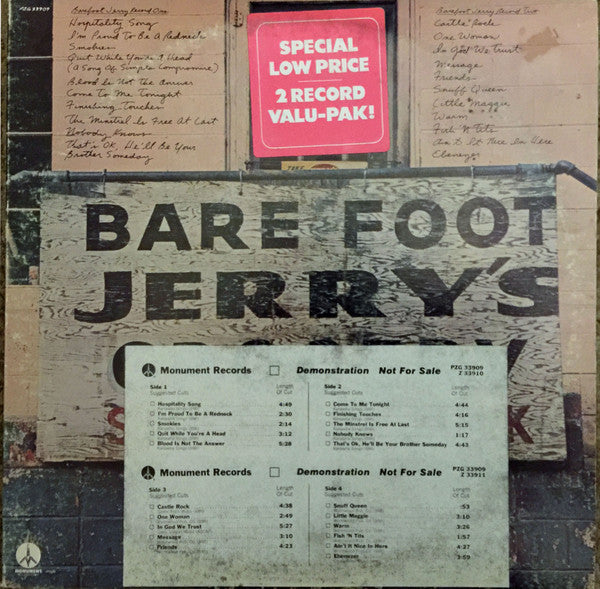 PZG 33909
Barefoot Jerry Record One
Hospitality Song
I'm Proud To Be A Redneck
Smokies
Quit While You're A Head
(a Song Of Simple Compromise)
Blood Is Not The Answer
Come To Me Tonight
Finishing Touches
The Minstrel Is Free At Last
Nobody Knows
That's OK, He'll Be Your
Brother Someday
SPECIAL
LOW PRICE
2 RECORD
VALU-PAK!
Barefoot Jerry Record Two
Castle Rock
One Woman
In God We Trust
Message
Friends
Snuff Queen
Little Maggie
Warm
Fish 'N Tits
Ain't It Nice In Here
Ebenezer
FREE
BARE FOOT
JERRY'S
Monument Records Demonstration Not For Sale PZG 33909
Z 33910
Side 1 Length
Suggested Cuts Of Cut
Hospitality Song 4:49
I'm Proud To Be A Redneck 2:30
Smokies 4:14
Quit While You're A Head 3:12
Blood Is Not The Answer 5:28
Side 2 Length
Suggested Cuts Of Cut
Come To Me Tonight 4:44
Finishing Touches 4:16
The Minstrel Is Free At Last 5:15
Nobody Knows 1:17
That's Ok, He'll Be Your Brother Someday 4:43
Monument Records Demonstration Not For Sale PZG 33909
Z 33911
Side 3 Length
Suggested Cuts Of Cut
Castle Rock 4:38
One Woman 2:49
In God We Trust 5:27
Message 3:10
Friends 4:23
Side 4 Length
Suggested Cuts Of Cut
Snuff Queen :53
Little Maggie 3:10
Warm 3:26
Fish 'N Tits :57
Ain't It Nice in Here 4:27
Ebenezer 3:59
MONUMENT